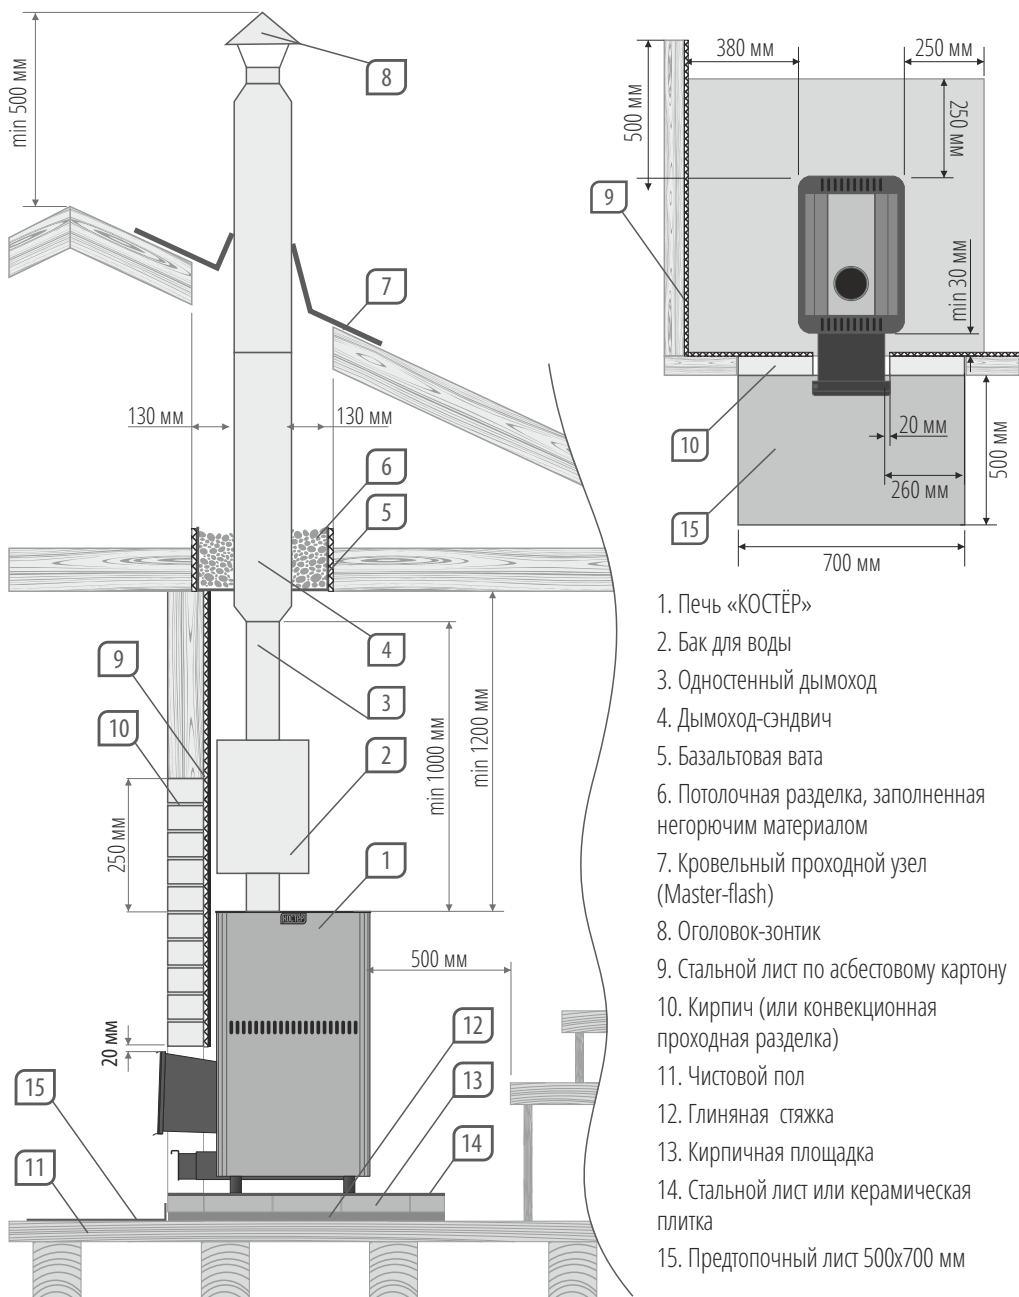 min 500 мм
8
7
130 мм
130 мм
6
5
4
9
3
10
2
min 1000 мм
min 1200 мм
250 мм
1
КОСТЁР
500 мм
20 мм
12
13
15
14
11
380 мм
250 мм
500 мм
250 мм
9
min 30 мм
10
20 мм
500 мм
260 мм
15
700 мм
1. Печь «КОСТЁР»
2. Бак для воды
3. Одностенный дымоход
4. Дымоход-сэндвич
5. Базальтовая вата
6. Потолочная разделка, заполненная
негорючим материалом
7. Кровельный проходной узел
(Master-flash)
8. Оголовок-зонтик
9. Стальной лист по асбестовому картону
10. Кирпич (или конвекционная
проходная разделка)
11. Чистовой пол
12. Глиняная стяжка
13. Кирпичная площадка
14. Стальной лист или керамическая
плитка
15. Предтопочный лист 500x700 мм